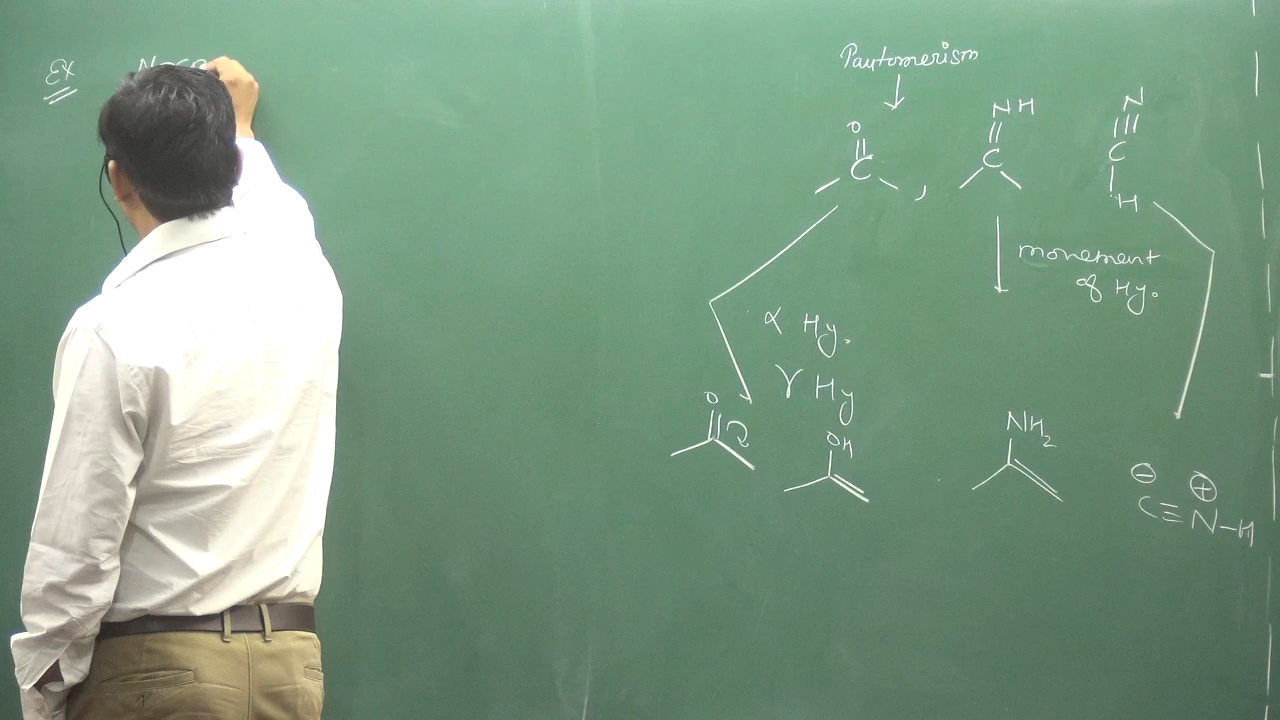 Ex
Tautomerism
O
||
C
,
NH
||
C
N
|||
C
|
H
movement
of Hy.
α Hy.
γ Hy
O
OH
NH₂
⊖ ⊕
C≡N-H